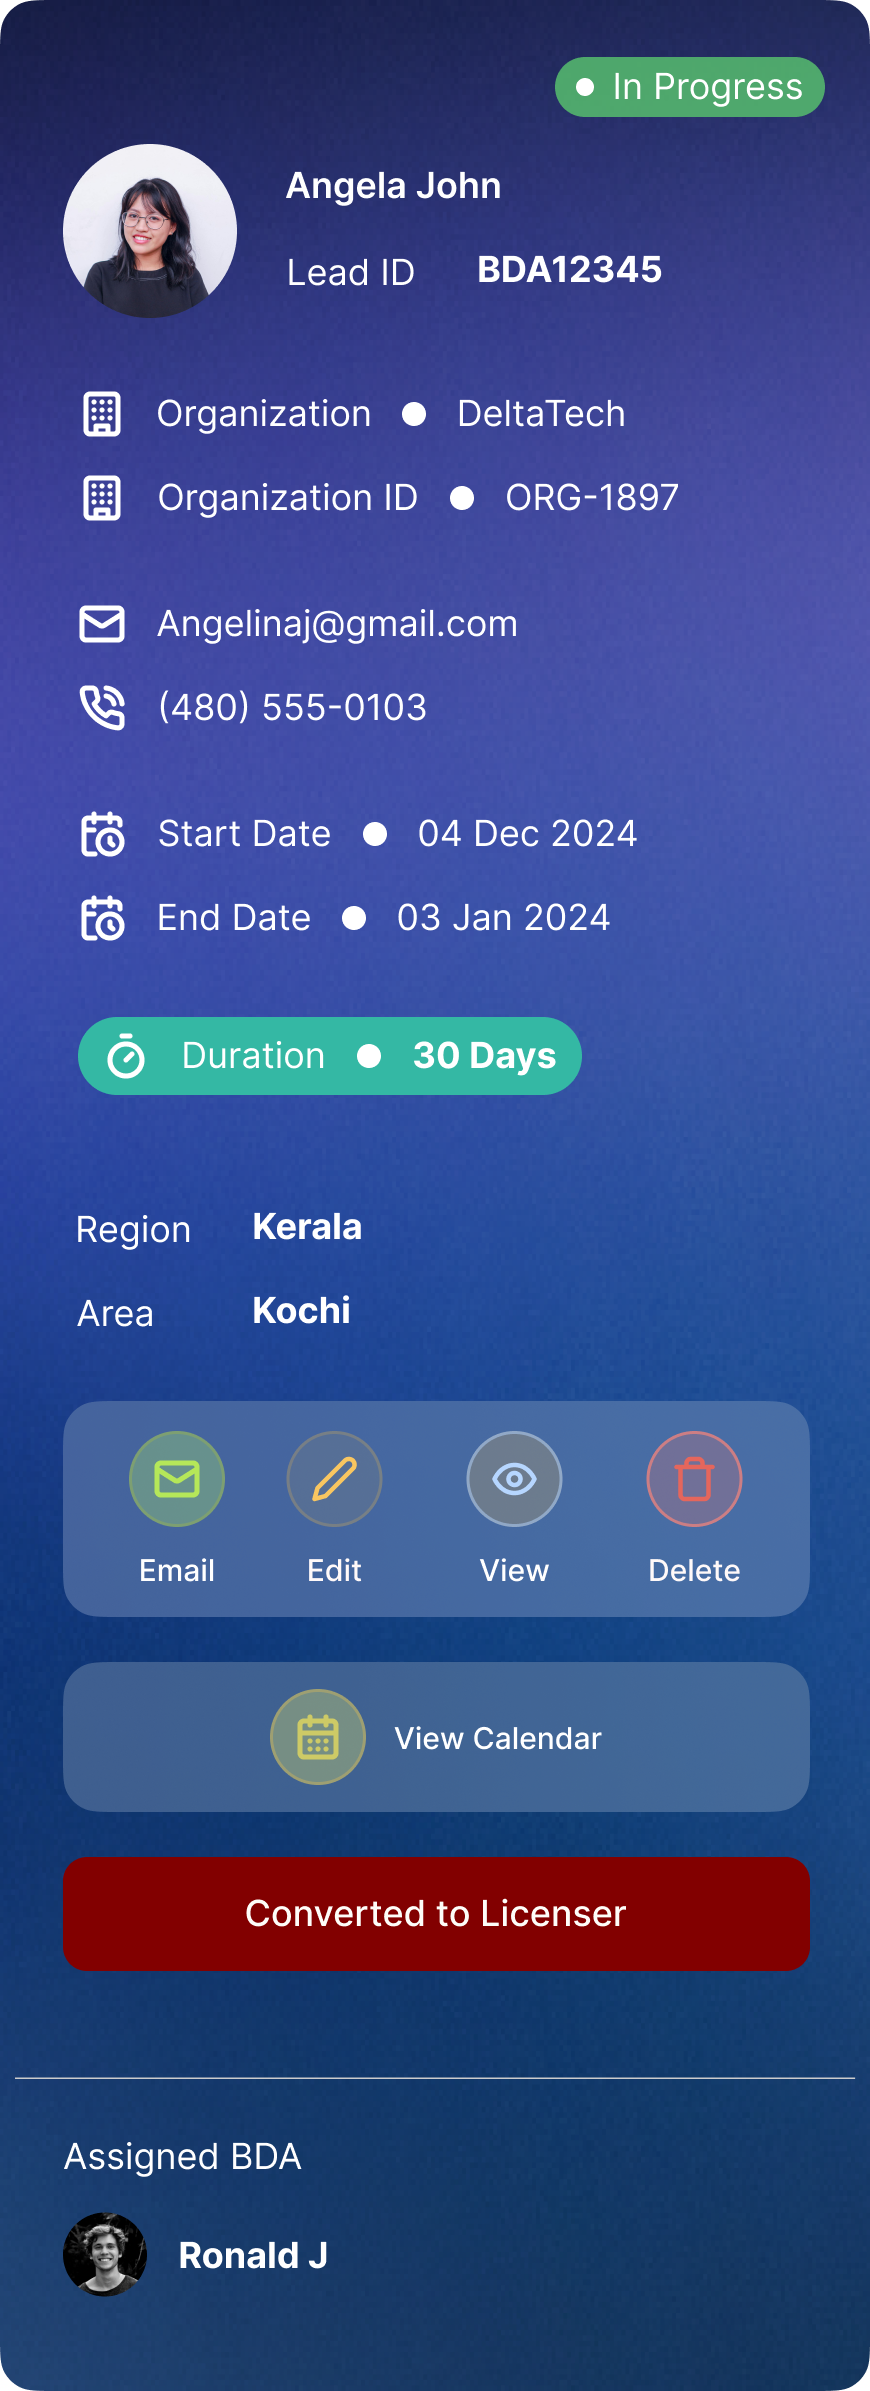 In Progress
Angela John
Lead ID BDA12345
Organization DeltaTech
Organization ID ORG-1897
Angelinaj@gmail.com
(480) 555-0103
Start Date 04 Dec 2024
End Date 03 Jan 2024
Duration 30 Days
Region Kerala
Area Kochi
Email Edit View Delete
View Calendar
Converted to Licenser
Assigned BDA
Ronald J